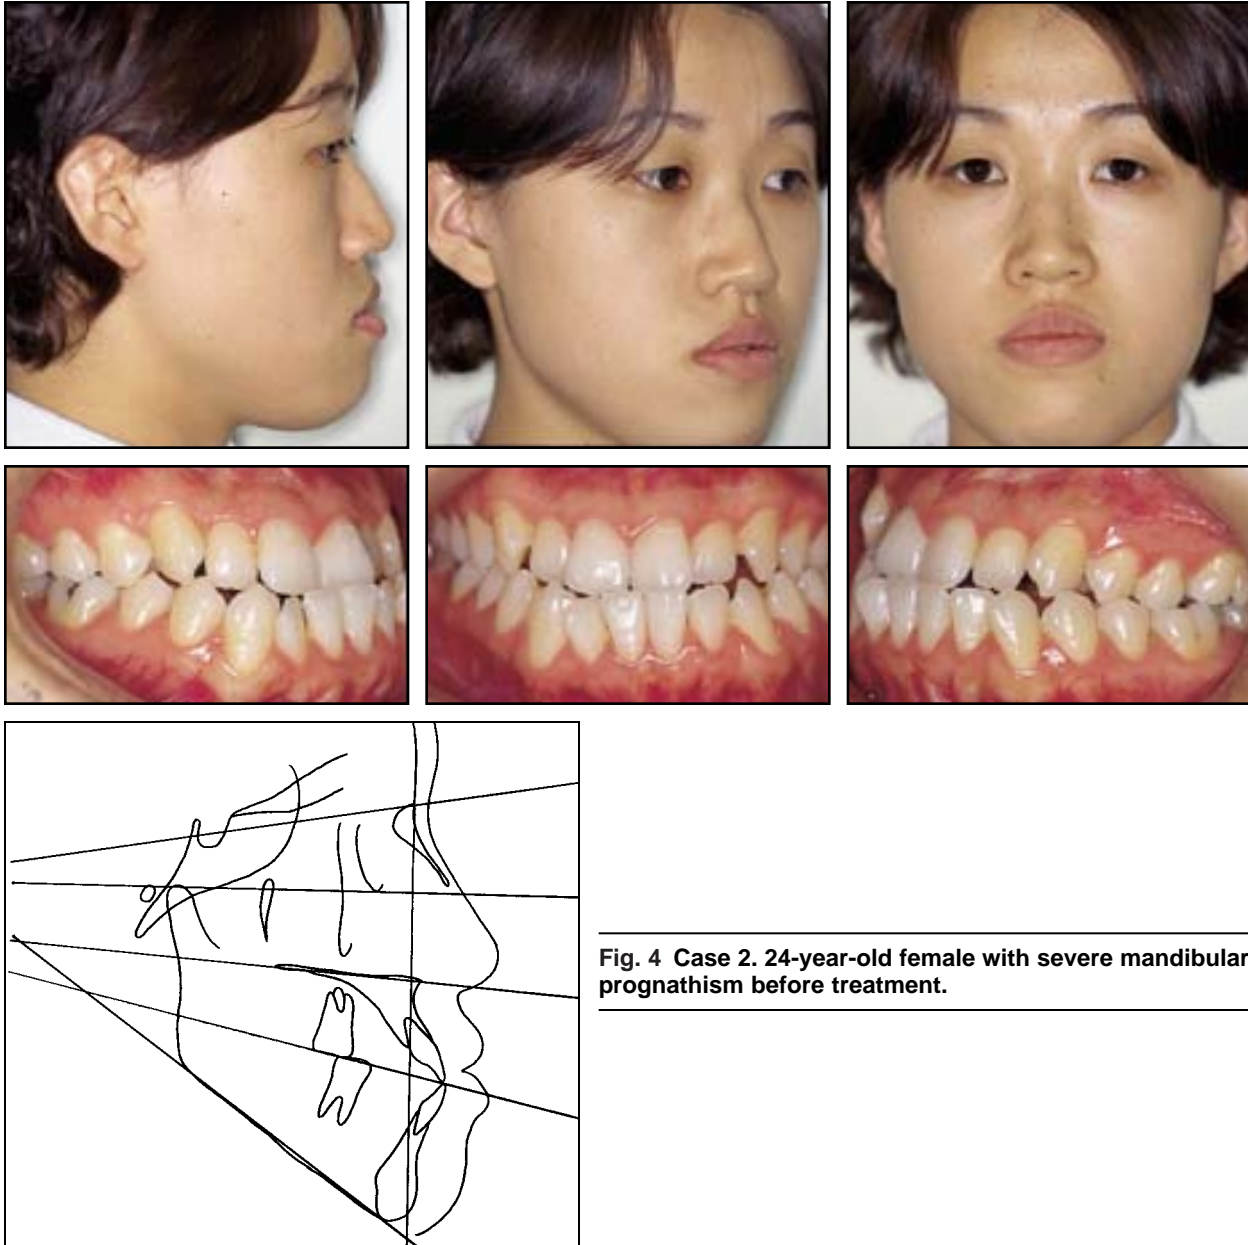 Fig. 4 Case 2. 24-year-old female with severe mandibular
prognathism before treatment.